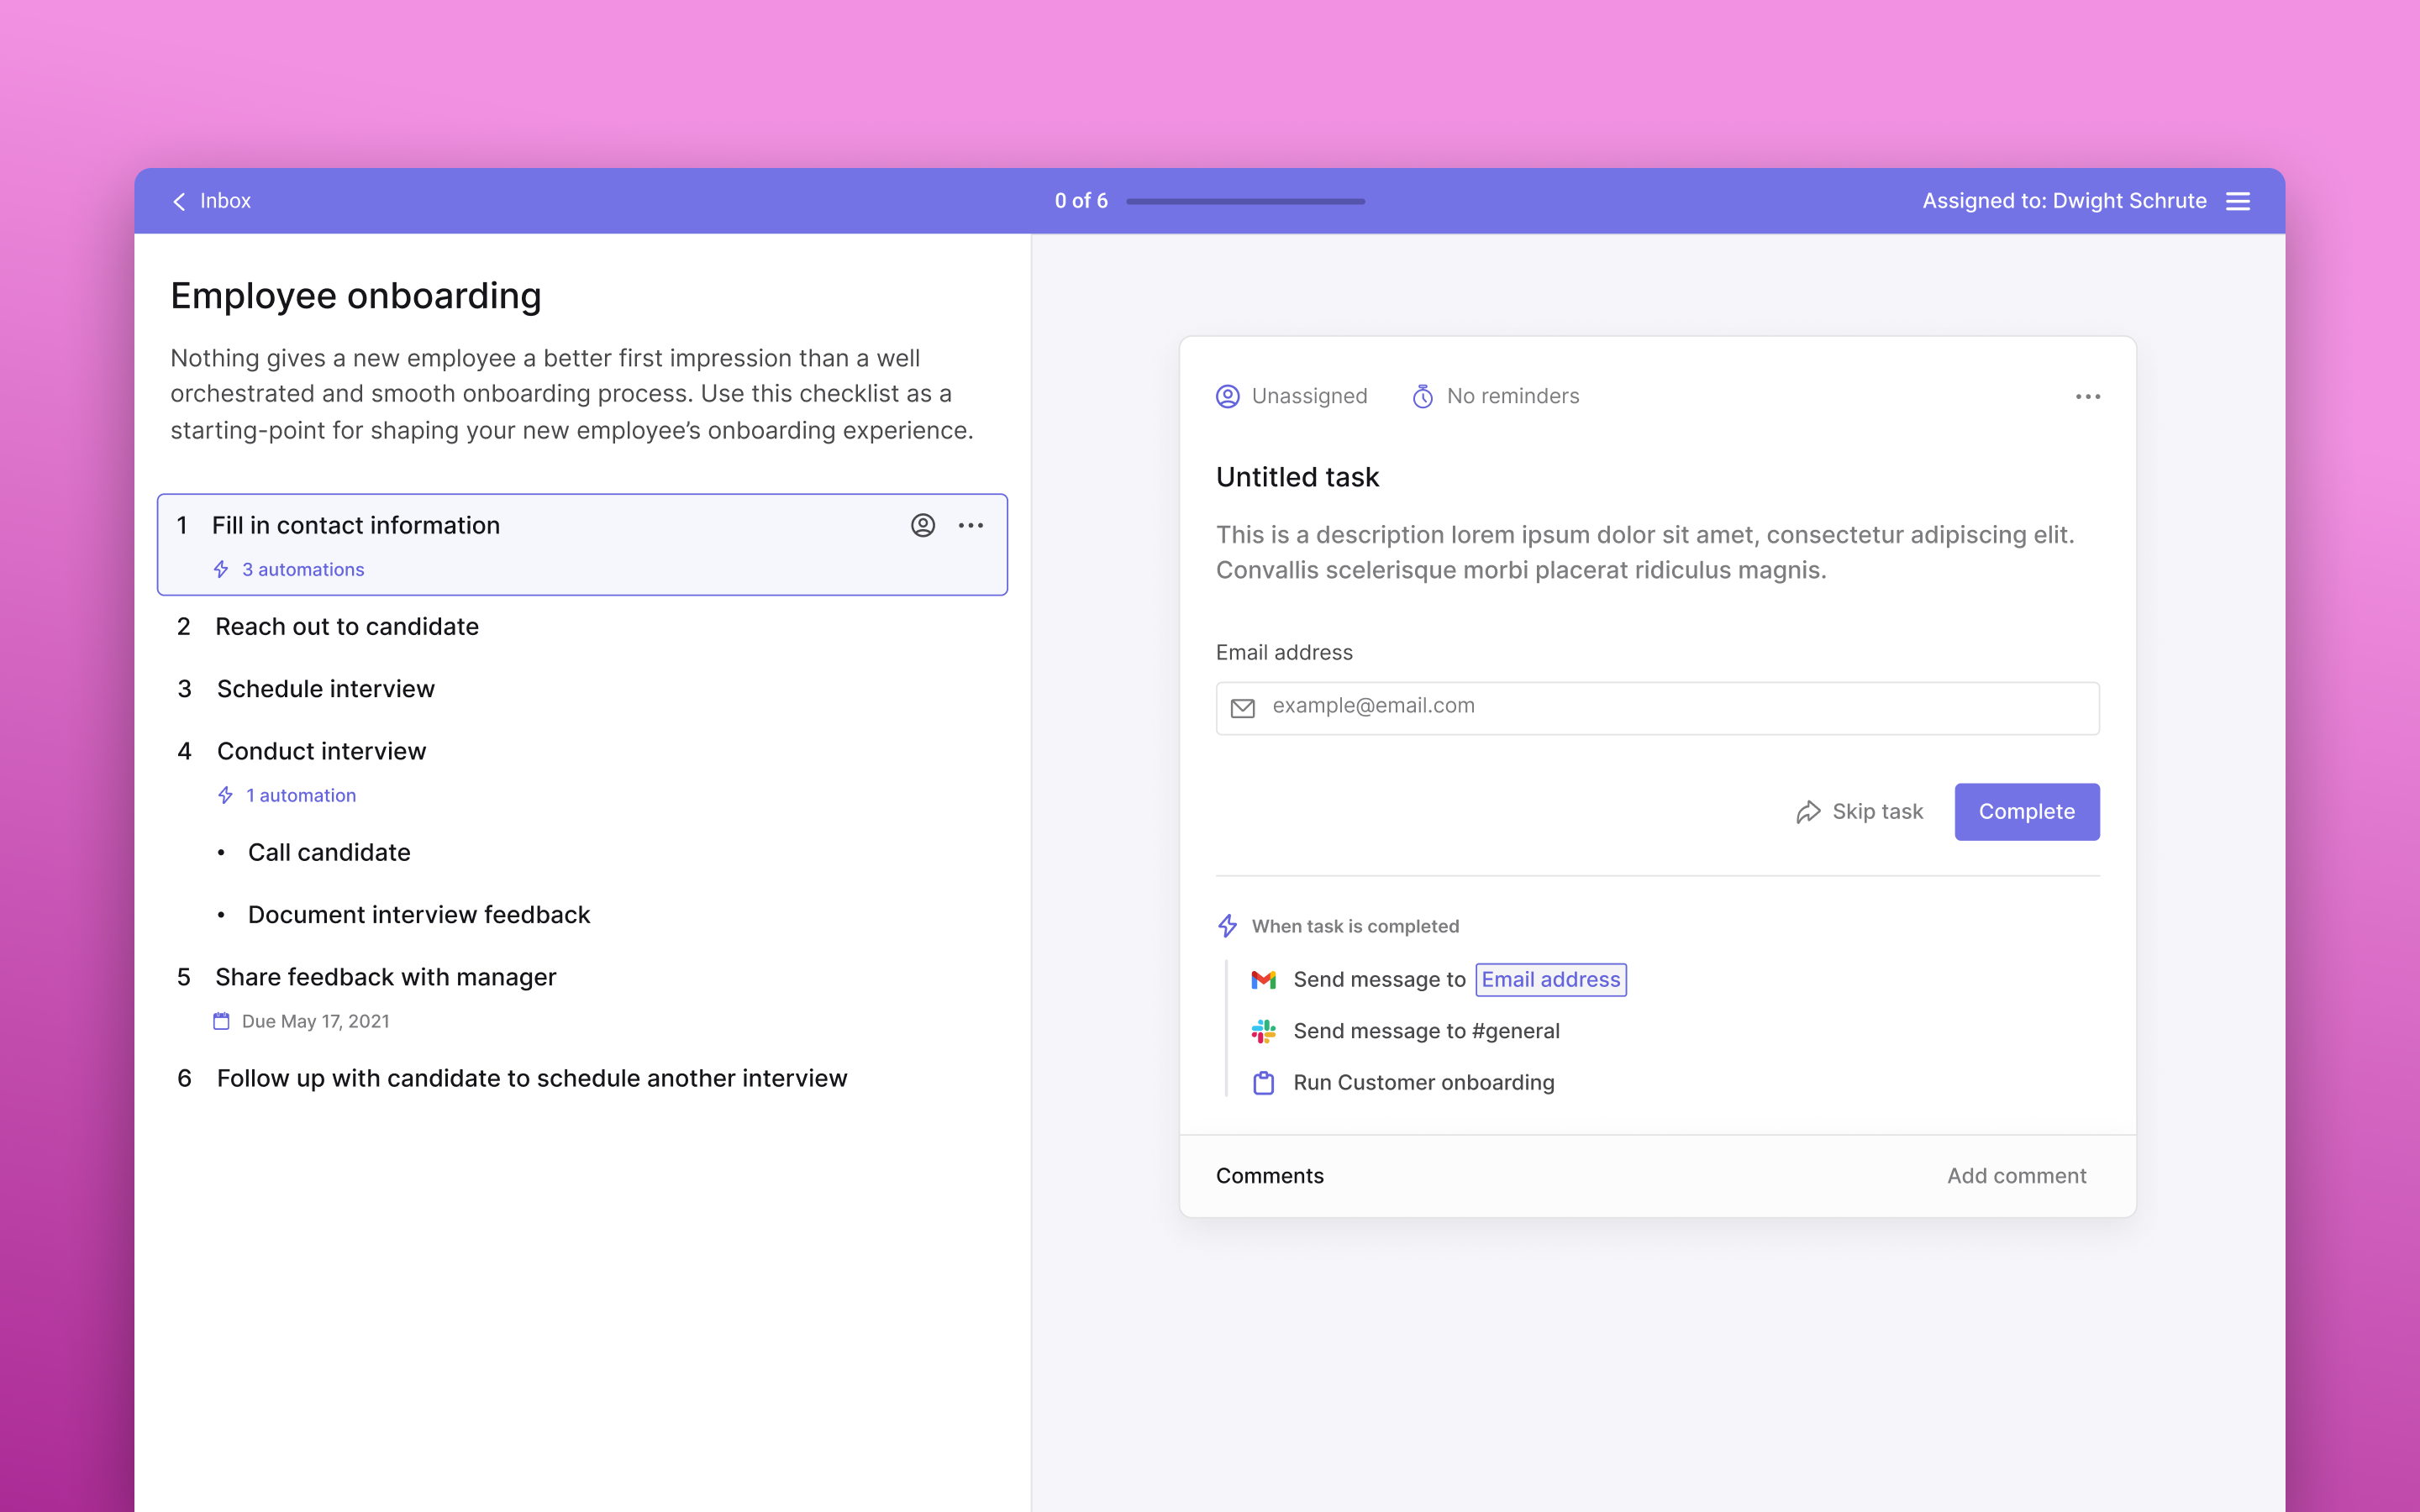 Inbox
0 of 6
Assigned to: Dwight Schrute
Employee onboarding
Nothing gives a new employee a better first impression than a well
orchestrated and smooth onboarding process. Use this checklist as a
starting-point for shaping your new employee’s onboarding experience.
1 Fill in contact information
3 automations
2 Reach out to candidate
3 Schedule interview
4 Conduct interview
1 automation
• Call candidate
• Document interview feedback
5 Share feedback with manager
Due May 17, 2021
6 Follow up with candidate to schedule another interview
Unassigned
No reminders
Untitled task
This is a description lorem ipsum dolor sit amet, consectetur adipiscing elit.
Convallis scelerisque morbi placerat ridiculus magnis.
Email address
example@email.com
Skip task
Complete
When task is completed
Send message to Email address
Send message to #general
Run Customer onboarding
Comments
Add comment